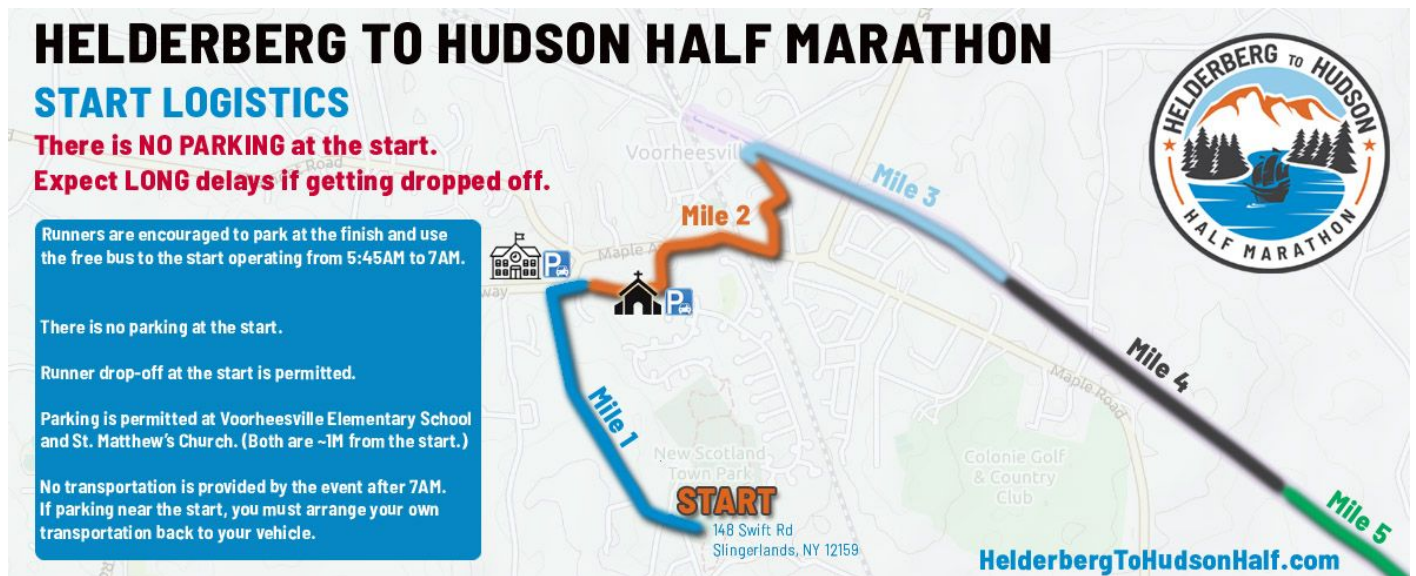 HELDERBERG TO HUDSON HALF MARATHON
START LOGISTICS
There is NO PARKING at the start.
Expect LONG delays if getting dropped off.
Runners are encouraged to park at the finish and use
the free bus to the start operating from 5:45AM to 7AM.
There is no parking at the start.
Runner drop-off at the start is permitted.
Parking is permitted at Voorheesville Elementary School
and St. Matthew's Church. (Both are ~1M from the start.)
No transportation is provided by the event after 7AM.
If parking near the start, you must arrange your own
transportation back to your vehicle.
HELDERBERG TO HUDSON
HALF MARATHON
Voorheesvill
Mile 3
Mile 2
Maple A
P
way
P
Mile 4
Maple Road
Mile 1
New Scotland
Town Park
Colonie Golf
& Country
Club
START
148 Swift Rd
Slingerlands, NY 12159
Mile 5
HelderbergToHudsonHalf.com